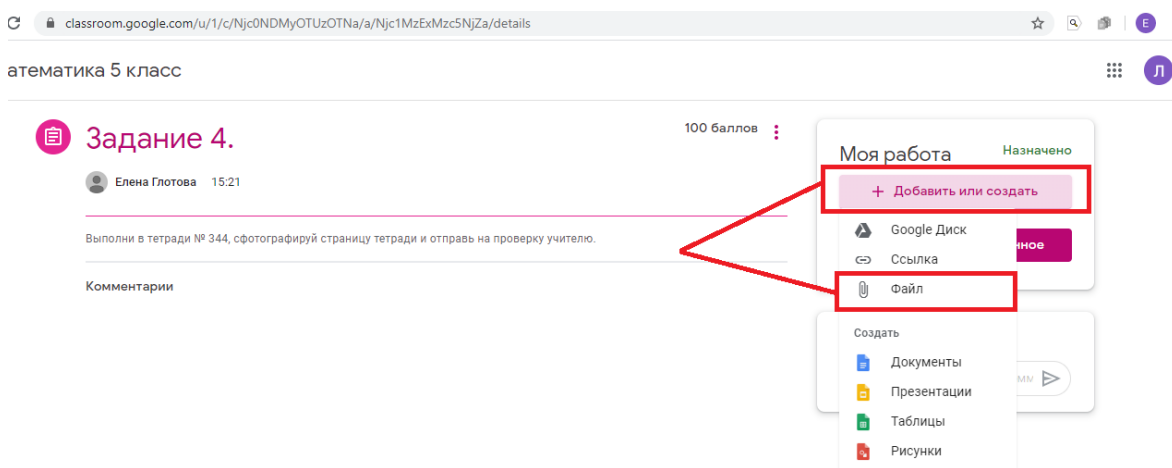 classroom.google.com/u/1/c/Njc0NDMyOTUzOTNa/a/Njc1MzExMzc5NjZa/details
E
атематика 5 класс
Л
Задание 4.
100 баллов
Елена Глотова 15:21
Выполни в тетради № 344, сфотографируй страницу тетради и отправь на проверку учителю.
Комментарии
Моя работа
Назначено
+ Добавить или создать
Google Диск
нное
Ссылка
Файл
Создать
Документы
мм
Презентации
Таблицы
Рисунки